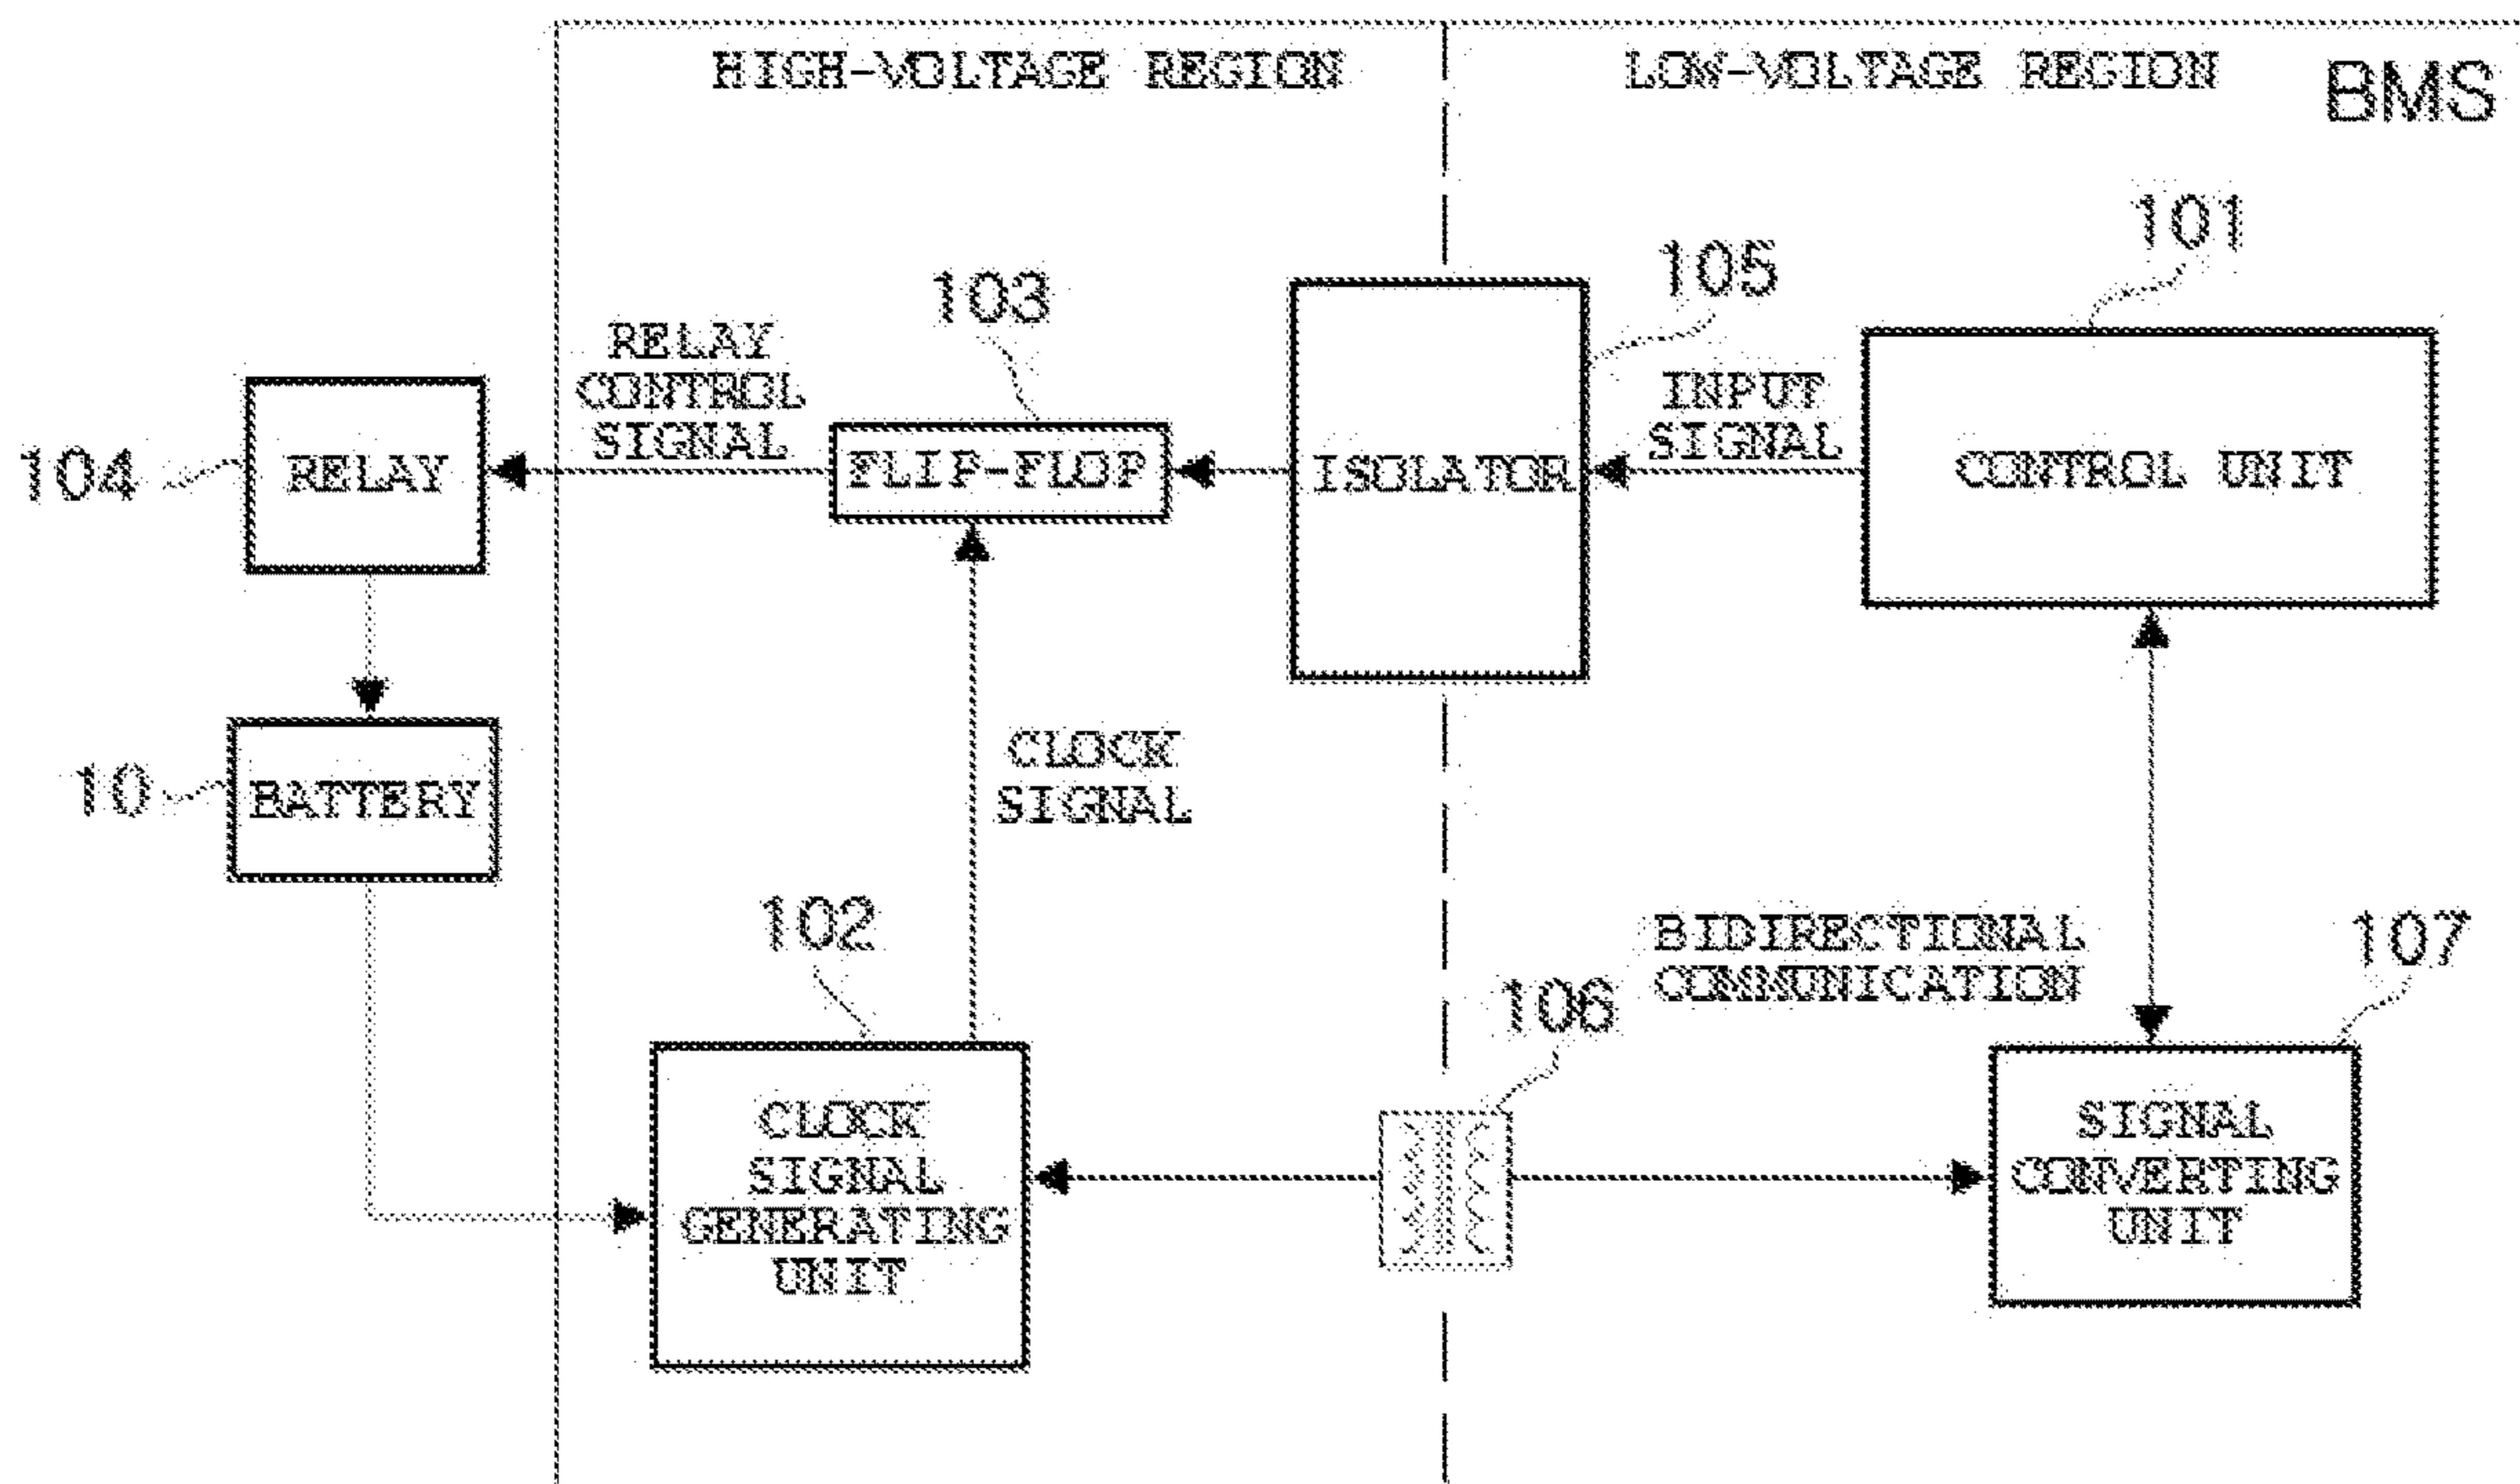 HIGH-VOLTAGE REGION
LOW-VOLTAGE REGION
BMS
101
105
103
RELAY
CONTROL
SIGNAL
INPUT
SIGNAL
104
RELAY
FLIP-FLOP
ISOLATOR
CONTROL UNIT
10
BATTERY
CLOCK
SIGNAL
102
BIDIRECTIONAL
COMMUNICATION
107
106
CLOCK
SIGNAL
GENERATING
UNIT
SIGNAL
CONVERTING
UNIT